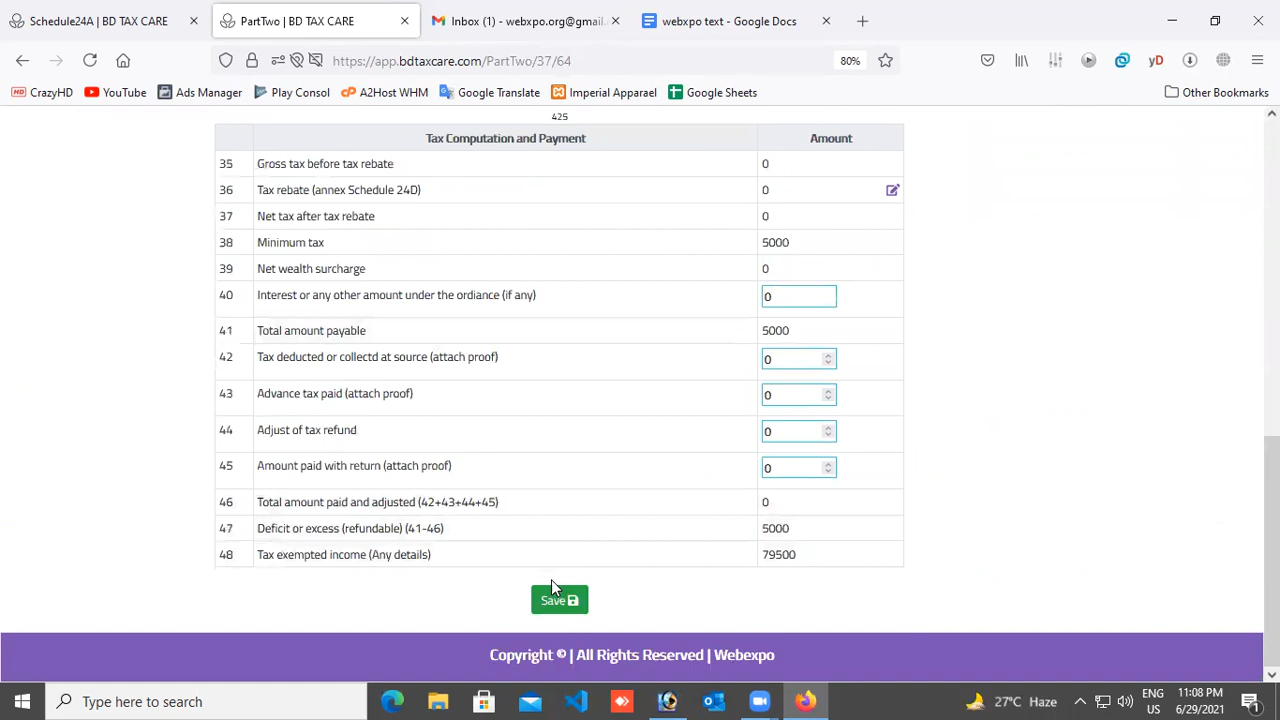 Schedule24A | BD TAX CARE
PartTwo | BD TAX CARE
Inbox (1) - webxpo.org@gmail.
webxpo text - Google Docs
https://app.bdtaxcare.com/PartTwo/37/64
80%
yD
HD CrazyHD
YouTube
Ads Manager
Play Consol
cP A2Host WHM
Google Translate
Imperial Apparael
Google Sheets
Other Bookmarks
425
Tax Computation and Payment Amount
35 Gross tax before tax rebate 0
36 Tax rebate (annex Schedule 24D) 0
37 Net tax after tax rebate 0
38 Minimum tax 5000
39 Net wealth surcharge 0
40 Interest or any other amount under the ordiance (if any) 0
41 Total amount payable 5000
42 Tax deducted or collectd at source (attach proof) 0
43 Advance tax paid (attach proof) 0
44 Adjust of tax refund 0
45 Amount paid with return (attach proof) 0
46 Total amount paid and adjusted (42+43+44+45) 0
47 Deficit or excess (refundable) (41-46) 5000
48 Tax exempted income (Any details) 79500
Save
Copyright © | All Rights Reserved | Webexpo
Type here to search
27°C Haze
ENG
US
11:08 PM
6/29/2021
1